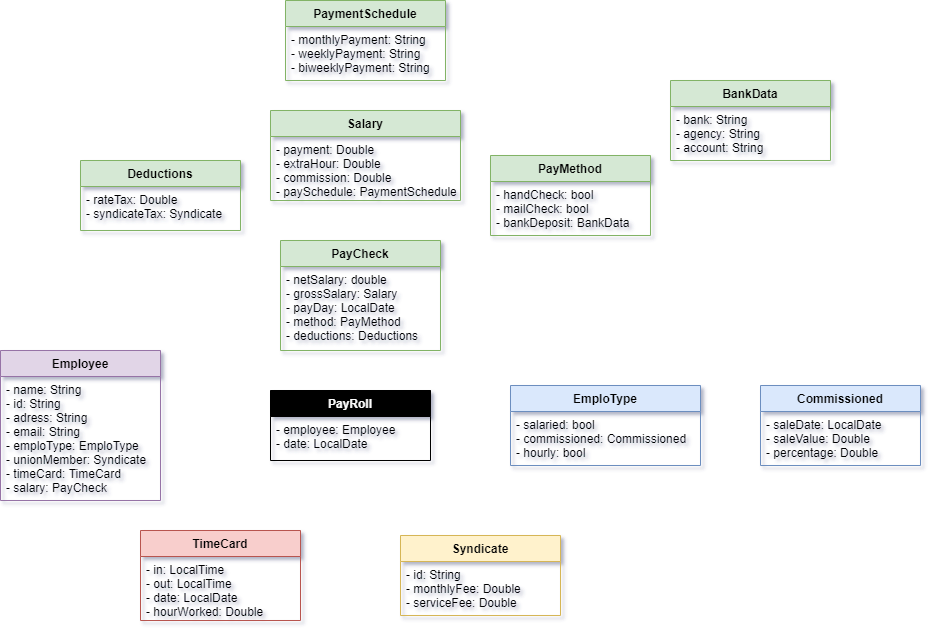 PaymentSchedule
- monthlyPayment: String
- weeklyPayment: String
- biweeklyPayment: String
BankData
- bank: String
- agency: String
- account: String
Salary
- payment: Double
- extraHour: Double
- commission: Double
- paySchedule: PaymentSchedule
PayMethod
- handCheck: bool
- mailCheck: bool
- bankDeposit: BankData
Deductions
- rateTax: Double
- syndicateTax: Syndicate
PayCheck
- netSalary: double
- grossSalary: Salary
- payDay: LocalDate
- method: PayMethod
- deductions: Deductions
Employee
- name: String
- id: String
- adress: String
- email: String
- emploType: EmploType
- unionMember: Syndicate
- timeCard: TimeCard
- salary: PayCheck
PayRoll
- employee: Employee
- date: LocalDate
EmploType
- salaried: bool
- commissioned: Commissioned
- hourly: bool
Commissioned
- saleDate: LocalDate
- saleValue: Double
- percentage: Double
TimeCard
- in: LocalTime
- out: LocalTime
- date: LocalDate
- hourWorked: Double
Syndicate
- id: String
- monthlyFee: Double
- serviceFee: Double